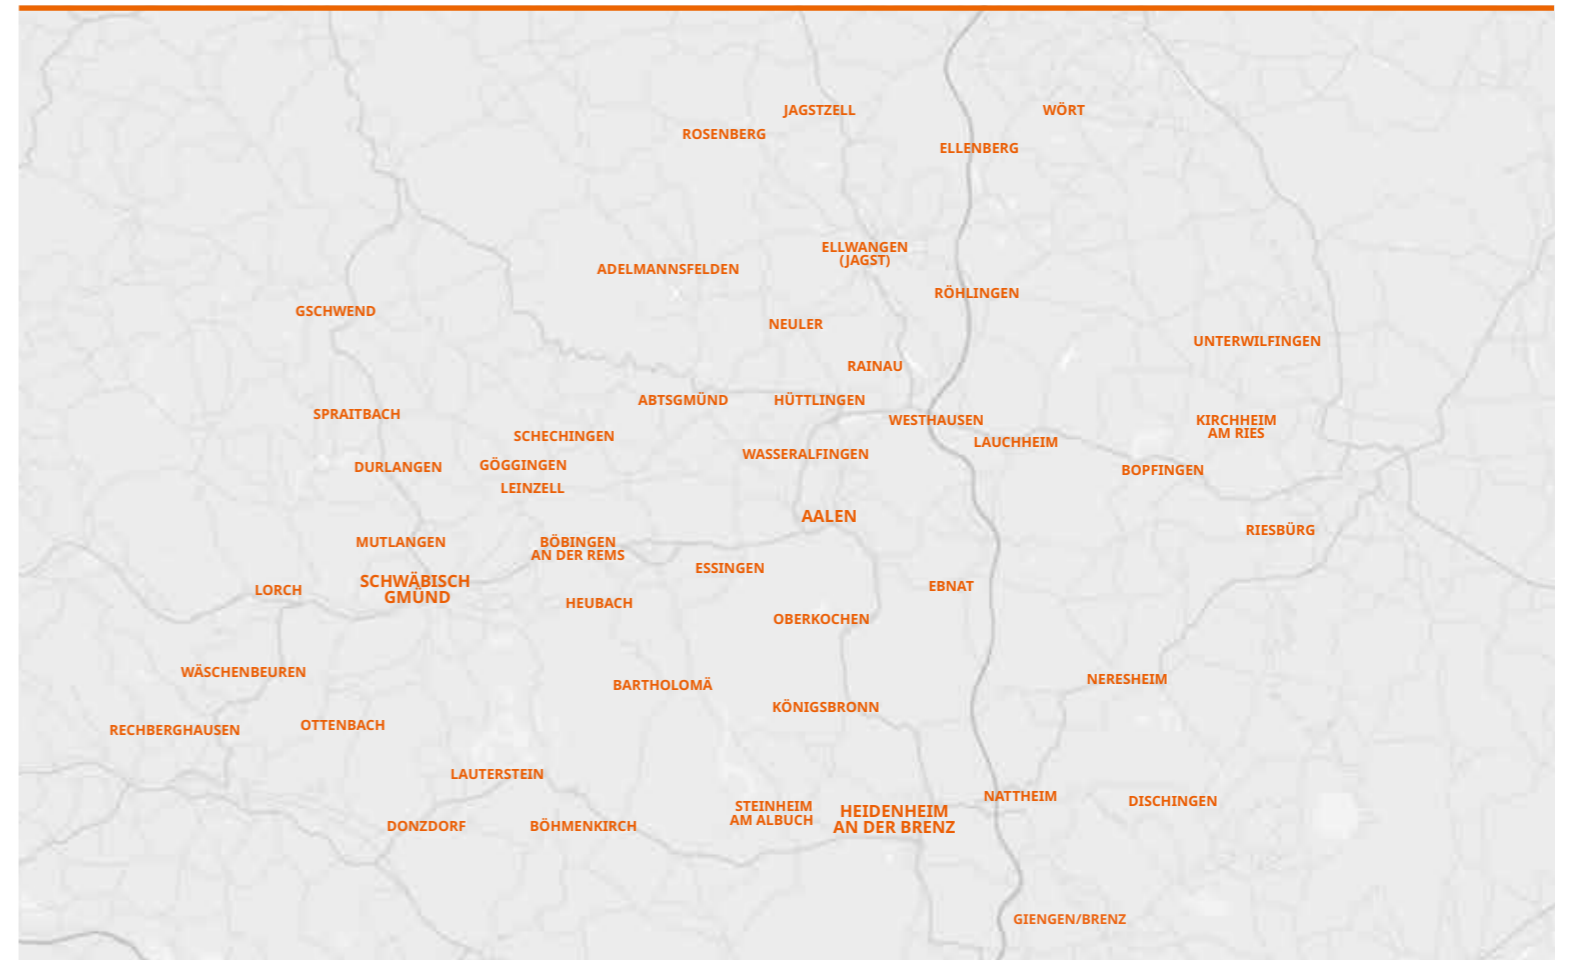 JAGSTZELL
WÖRT
ROSENBERG
ELLENBERG
ELLWANGEN
(JAGST)
ADELMANNSFELDEN
RÖHLINGEN
GSCHWEND
NEULER
UNTERWILFINGEN
RAINAU
ABTSGMÜND
HÜTTLINGEN
SPRAITBACH
WESTHAUSEN
KIRCHHEIM
AM RIES
SCHECHINGEN
LAUCHHEIM
WASSERALFINGEN
DURLANGEN
GÖGGINGEN
BOPFINGEN
LEINZELL
AALEN
RIESBÜRG
MUTLANGEN
BÖBINGEN
AN DER REMS
ESSINGEN
SCHWÄBISCH
GMÜND
LORCH
EBNAT
HEUBACH
OBERKOCHEN
WÄSCHENBEUREN
NERESHEIM
BARTHOLOMÄ
KÖNIGSBRONN
RECHBERGHAUSEN
OTTENBACH
LAUTERSTEIN
NATTHEIM
DISCHINGEN
STEINHEIM
AM ALBUCH
HEIDENHEIM
AN DER BRENZ
DONZDORF
BÖHMENKIRCH
GIENGEN/BRENZ